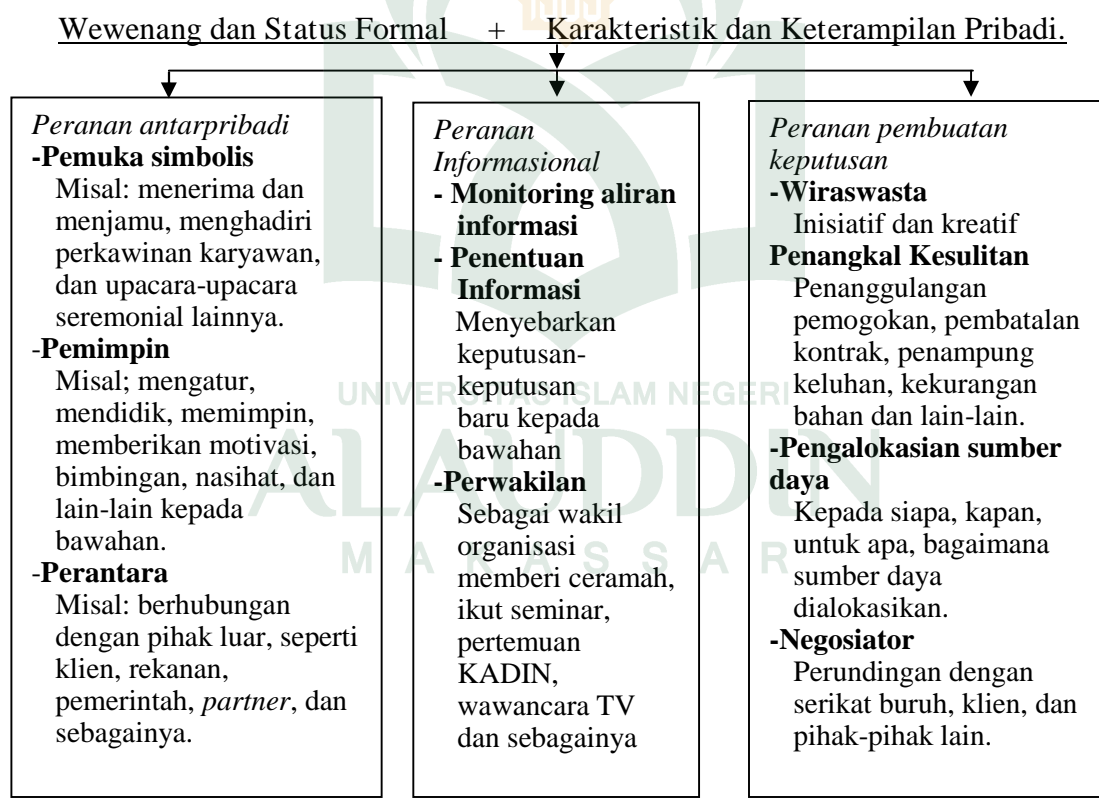 Wewenang dan Status Formal + Karakteristik dan Keterampilan Pribadi.
Peranan antarpribadi
-Pemuka simbolis
Misal: menerima dan
menjamu, menghadiri
perkawinan karyawan,
dan upacara-upacara
seremonial lainnya.
-Pemimpin
Misal; mengatur,
mendidik, memimpin,
memberikan motivasi,
bimbingan, nasihat, dan
lain-lain kepada
bawahan.
-Perantara
Misal: berhubungan
dengan pihak luar, seperti
klien, rekanan,
pemerintah, partner, dan
sebagainya.
Peranan
Informasional
- Monitoring aliran
informasi
- Penentuan
Informasi
Menyebarkan
keputusan-
keputusan
baru kepada
bawahan
-Perwakilan
Sebagai wakil
organisasi
memberi ceramah,
ikut seminar,
pertemuan
KADIN,
wawancara TV
dan sebagainya
Peranan pembuatan
keputusan
-Wiraswasta
Inisiatif dan kreatif
Penangkal Kesulitan
Penanggulangan
pemogokan, pembatalan
kontrak, penampung
keluhan, kekurangan
bahan dan lain-lain.
-Pengalokasian sumber
daya
Kepada siapa, kapan,
untuk apa, bagaimana
sumber daya
dialokasikan.
-Negosiator
Perundingan dengan
serikat buruh, klien, dan
pihak-pihak lain.
UNIVERSITAS ISLAM NEGERI
ALAUDDIN
MAKASSAR